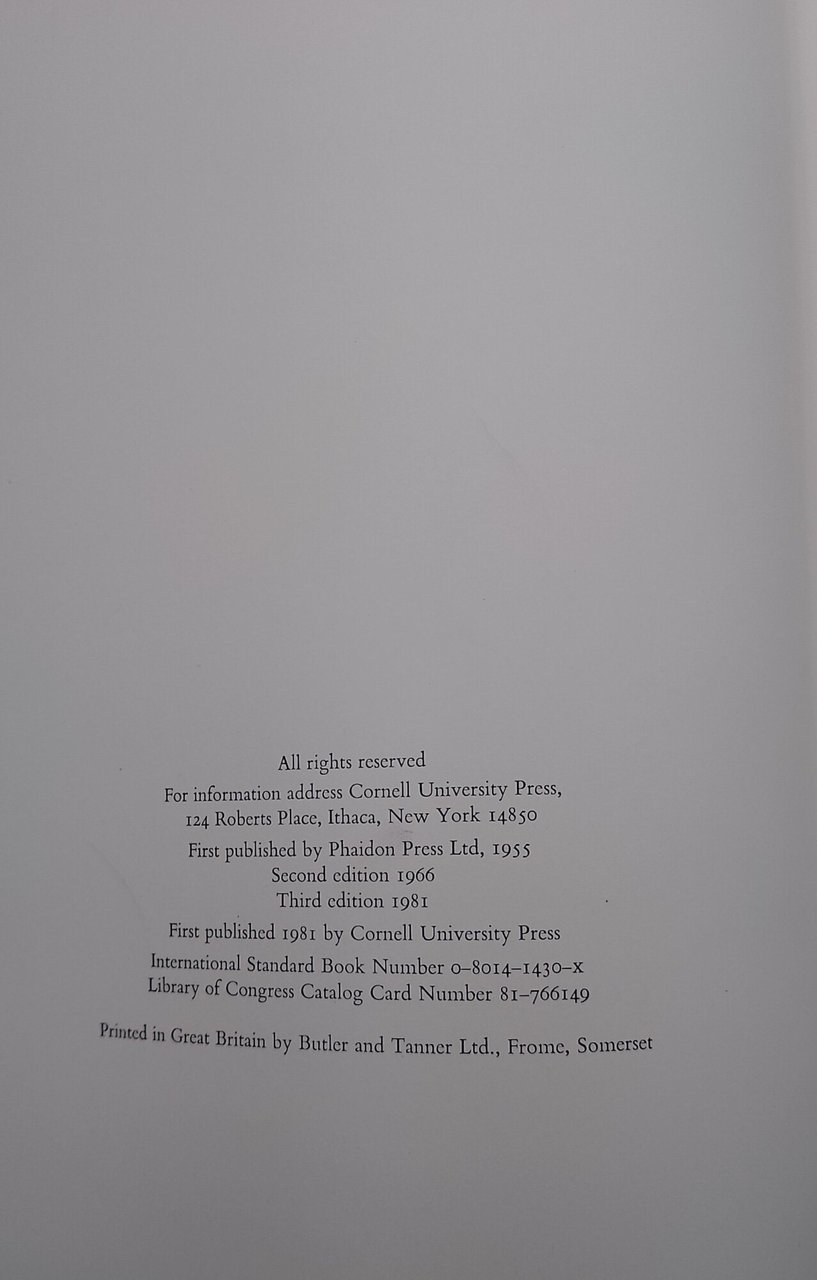 All rights reserved
For information address Cornell University Press,
124 Roberts Place, Ithaca, New York 14850
First published by Phaidon Press Ltd, 1955
Second edition 1966
Third edition 1981
First published 1981 by Cornell University Press
International Standard Book Number 0–8014–1430–X
Library of Congress Catalog Card Number 81–766149
Printed in Great Britain by Butler and Tanner Ltd., Frome, Somerset